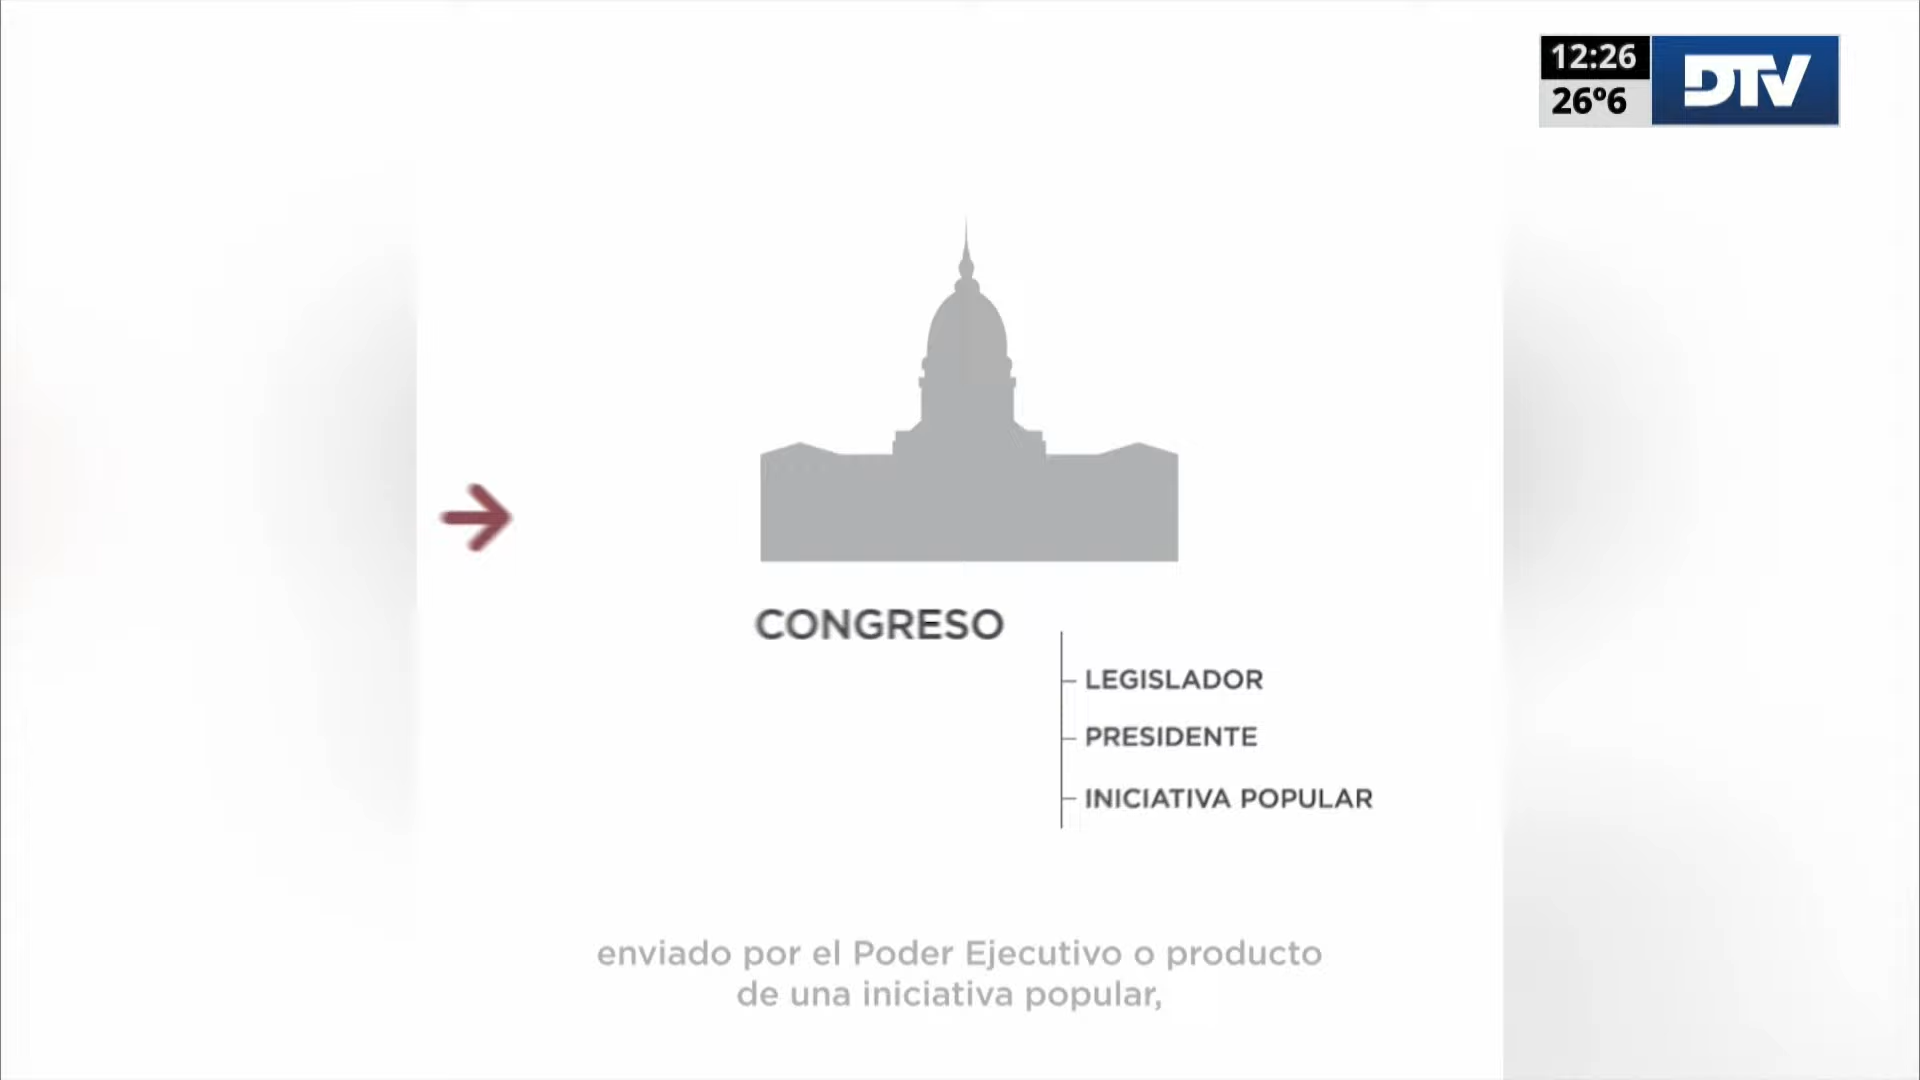 12:26
26º6
DTV
CONGRESO
LEGISLADOR
PRESIDENTE
INICIATIVA POPULAR
enviado por el Poder Ejecutivo o producto
de una iniciativa popular,